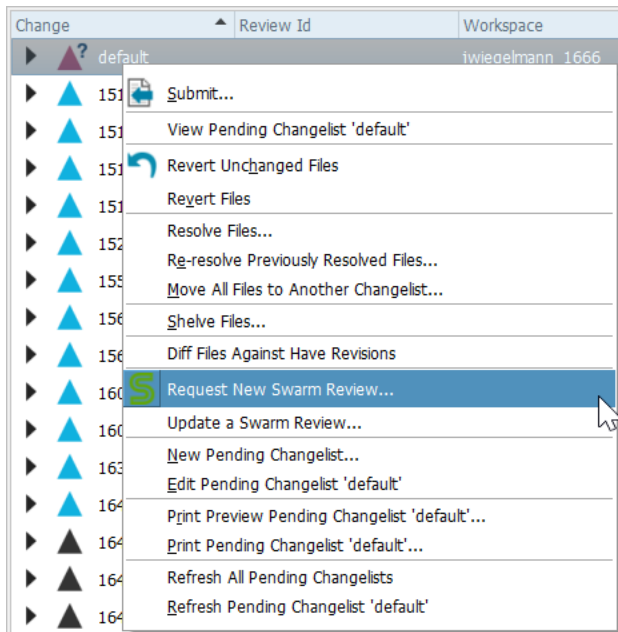 Change Review Id Workspace
? default jwiegelmann_1666
151 Submit...
151 View Pending Changelist 'default'
151 Revert Unchanged Files
151 Revert Files
152 Resolve Files...
Re-resolve Previously Resolved Files...
155 Move All Files to Another Changelist...
156 Shelve Files...
156 Diff Files Against Have Revisions
160 Request New Swarm Review...
160 Update a Swarm Review...
163 New Pending Changelist...
164 Edit Pending Changelist 'default'
164 Print Preview Pending Changelist 'default'...
Print Pending Changelist 'default'...
164 Refresh All Pending Changelists
164 Refresh Pending Changelist 'default'